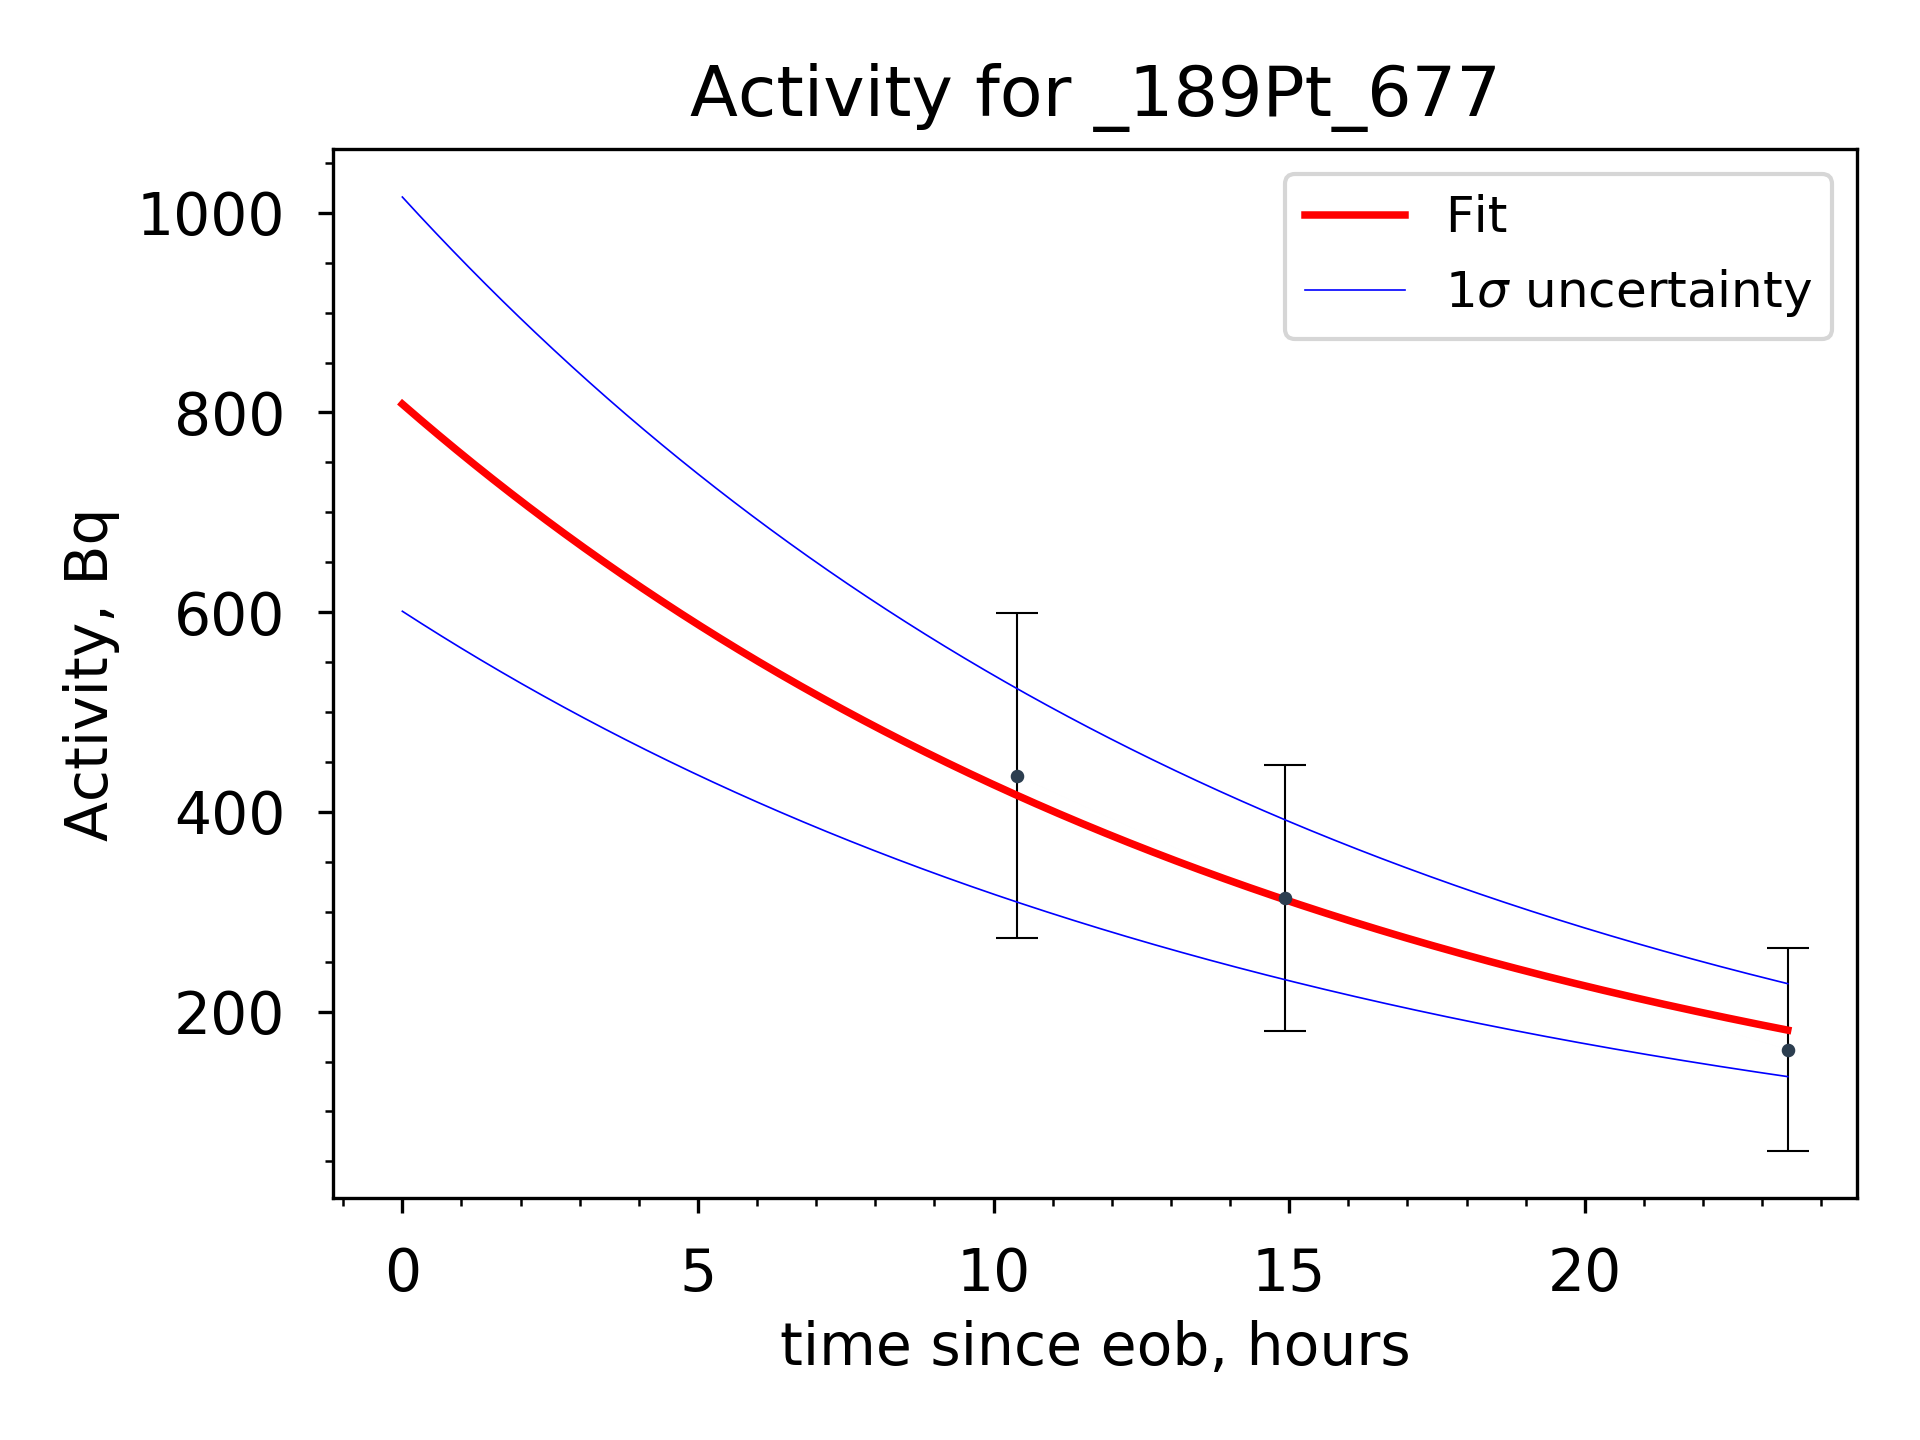 Activity for _189Pt_677
Fit
1σ uncertainty
Activity, Bq
1000
800
600
400
200
0 5 10 15 20
time since eob, hours